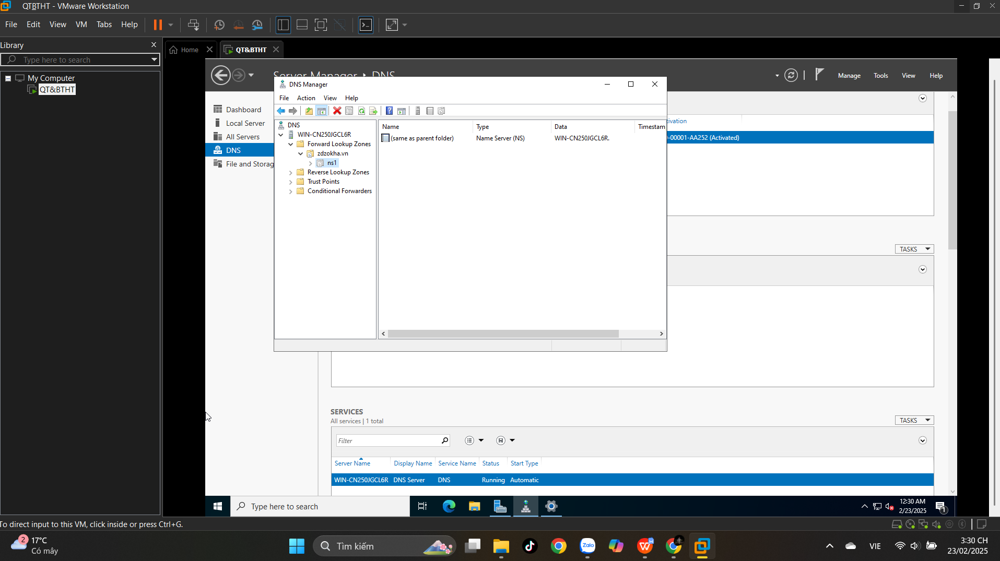 QTBTHT - VMware Workstation
File Edit View VM Tabs Help
Library
Type here to search
My Computer
QT&BTHT
Home
QT&BTHT
Server Manager DNS
Manage Tools View Help
Dashboard
Local Server
All Servers
DNS
File and Storag
DNS Manager
File Action View Help
DNS
WIN-CN250JGCL6R
Forward Lookup Zones
zdzokha.vn
ns1
Reverse Lookup Zones
Trust Points
Conditional Forwarders
Name Type Data Timestam
(same as parent folder) Name Server (NS) WIN-CN250JGCL6R.
ivation
-00001-AA252 (Activated)
TASKS
SERVICES
All services | 1 total
TASKS
Filter
Server Name Display Name Service Name Status Start Type
WIN-CN250JGCL6R DNS Server DNS Running Automatic
Type here to search
12:30 AM
2/23/2025
1
To direct input to this VM, click inside or press Ctrl+G.
2
17°C
Có mây
Tìm kiếm
Zalo
VIE
3:30 CH
23/02/2025